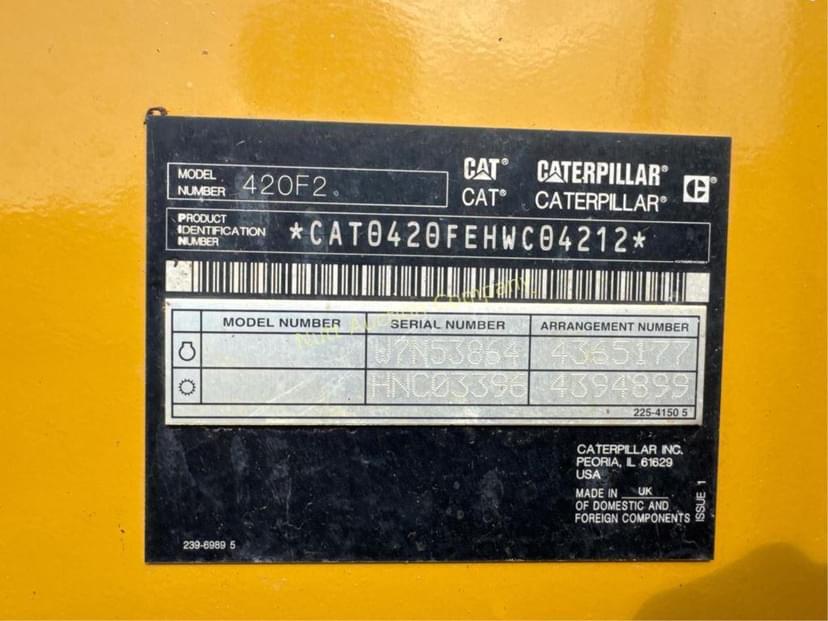 MODEL NUMBER 420F2
CAT® CATERPILLAR®
CAT® CATERPILLAR®
PRODUCT IDENTIFICATION NUMBER *CAT0420FEHWC04212*
MODEL NUMBER SERIAL NUMBER ARRANGEMENT NUMBER
W7N53864 4365177
HNC03396 4394899
225-4150 5
CATERPILLAR INC.
PEORIA, IL 61629
USA
MADE IN UK
OF DOMESTIC AND
FOREIGN COMPONENTS
ISSUE 1
239-6989 5